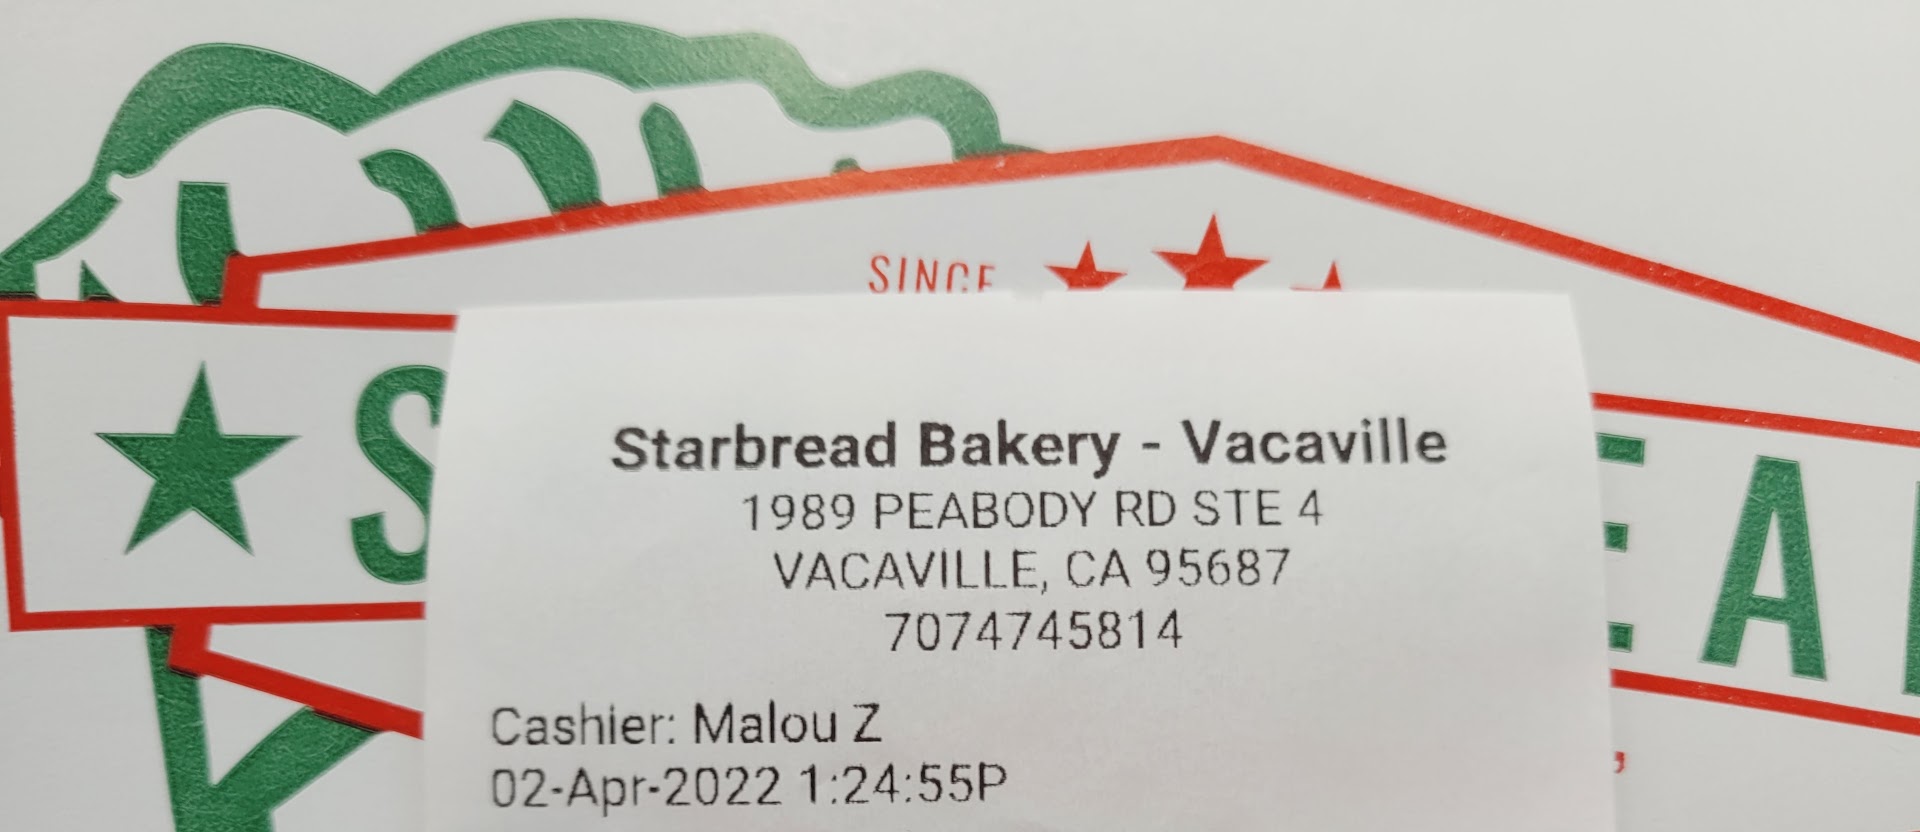 SINCE
Starbread Bakery - Vacaville
1989 PEABODY RD STE 4
VACAVILLE, CA 95687
7074745814
Cashier: Malou Z
02-Apr-2022 1:24:55P